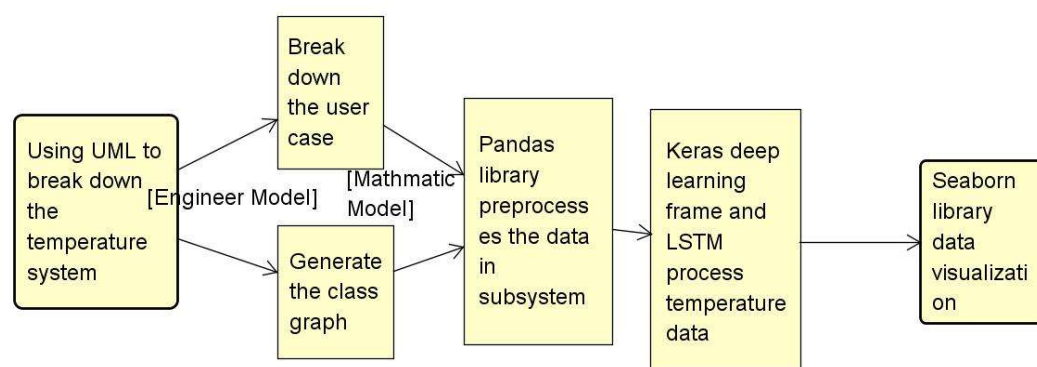 Using UML to
break down
the
temperature
system
[Engineer Model]
Break
down
the user
case
Generate
the class
graph
[Mathmatic
Model]
Pandas
library
preprocess
es the data
in
subsystem
Keras deep
learning
frame and
LSTM
process
temperature
data
Seaborn
library
data
visualizati
on